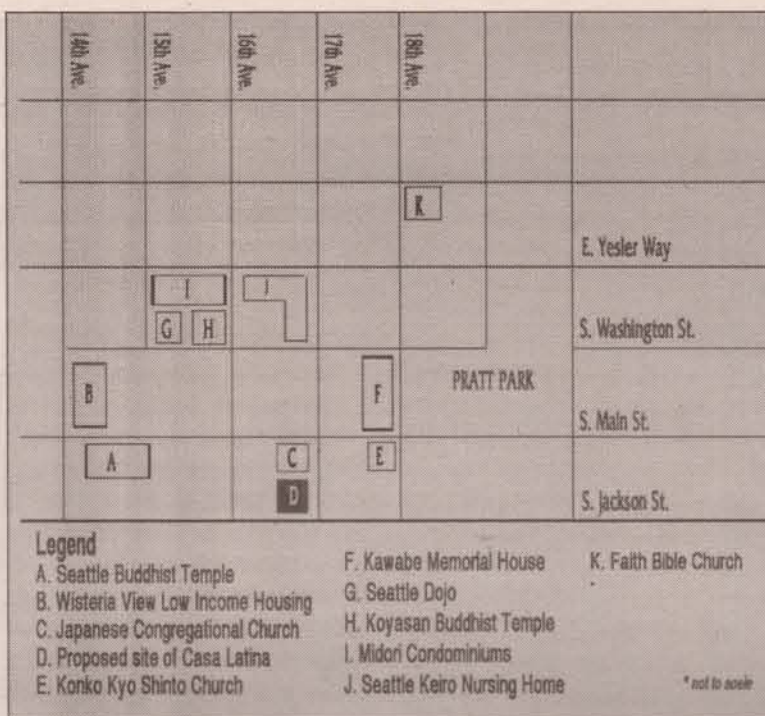 14th Ave.
15th Ave.
16th Ave.
17th Ave.
18th Ave.
K
E. Yesler Way
I
J
G
H
S. Washington St.
B
F
PRATT PARK
S. Main St.
A
C
E
D
S. Jackson St.
Legend
A. Seattle Buddhist Temple
B. Wisteria View Low Income Housing
C. Japanese Congregational Church
D. Proposed site of Casa Latina
E. Konko Kyo Shinto Church
F. Kawabe Memorial House
G. Seattle Dojo
H. Koyasan Buddhist Temple
I. Midori Condominiums
J. Seattle Keiro Nursing Home
K. Faith Bible Church
* not to scale